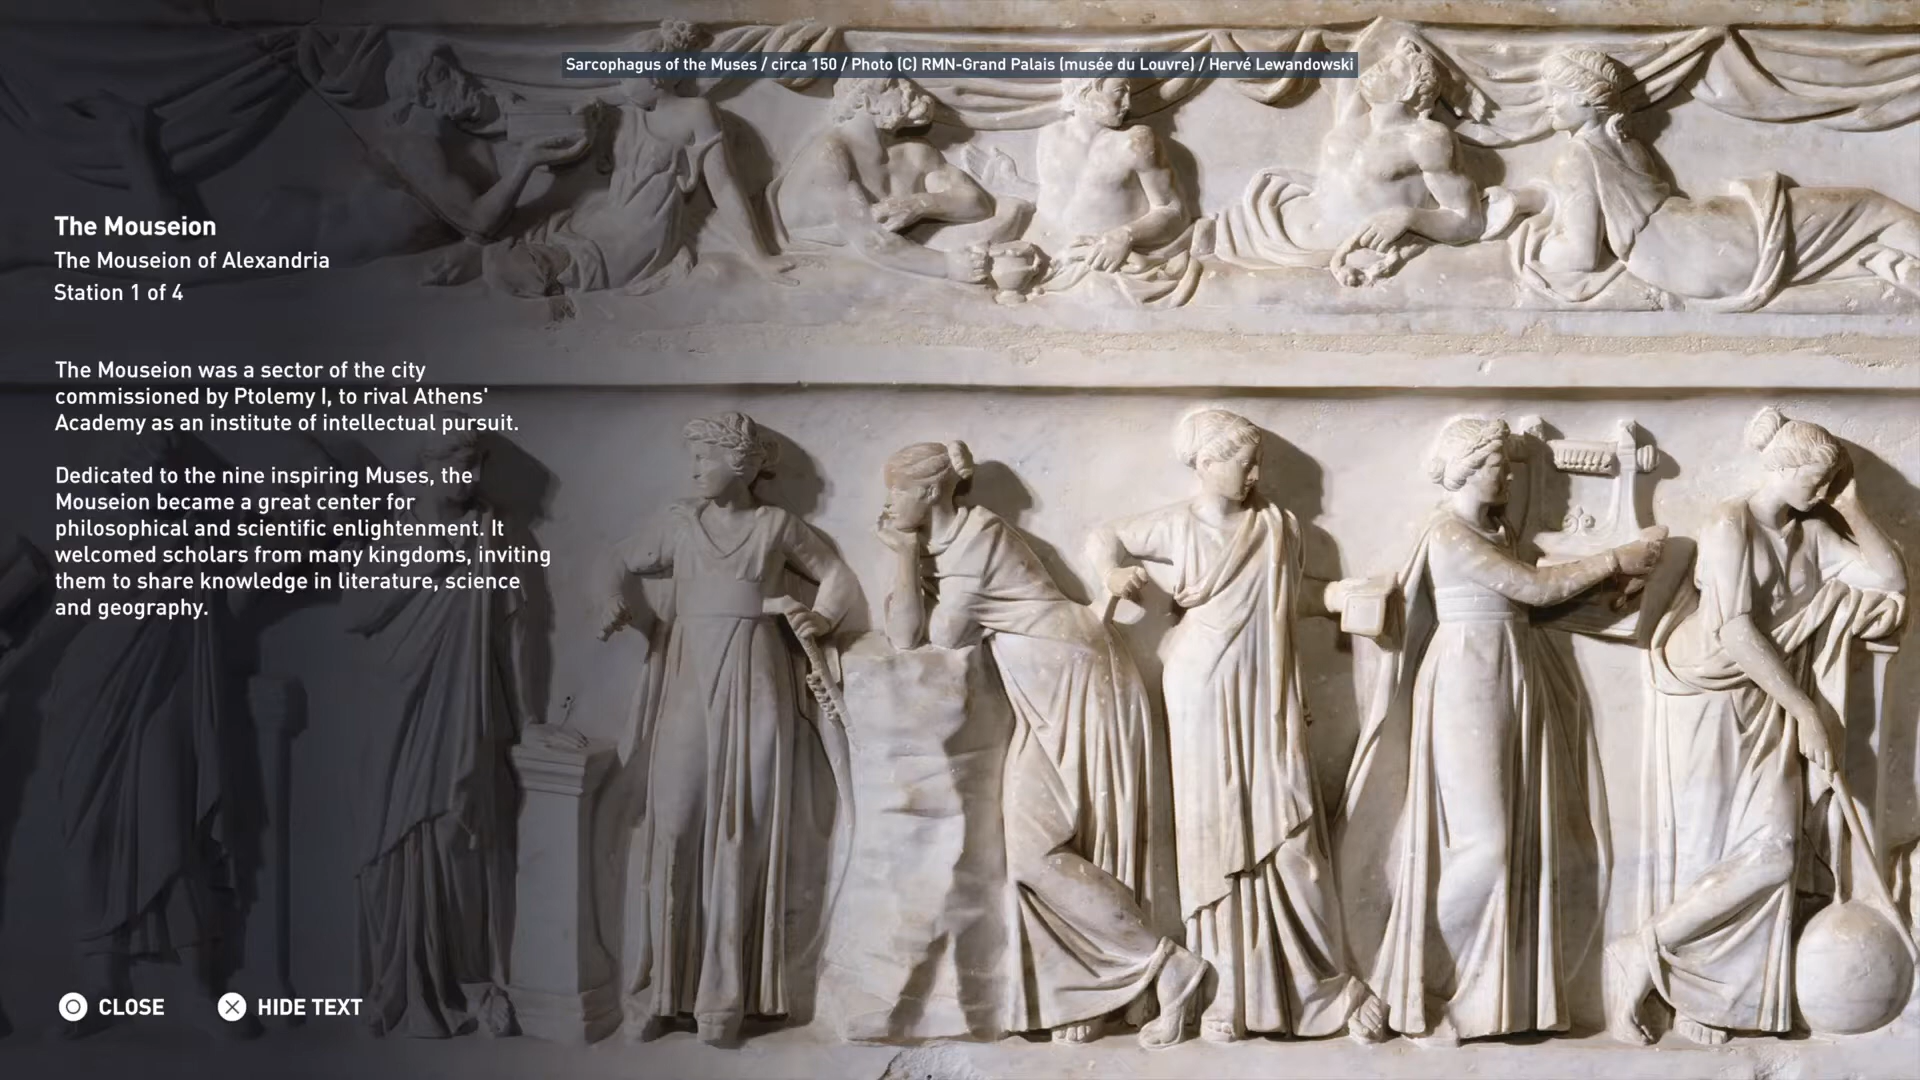 Sarcophagus of the Muses / circa 150 / Photo (C) RMN-Grand Palais (musée du Louvre) / Hervé Lewandowski
The Mouseion
The Mouseion of Alexandria
Station 1 of 4
The Mouseion was a sector of the city
commissioned by Ptolemy I, to rival Athens'
Academy as an institute of intellectual pursuit.
Dedicated to the nine inspiring Muses, the
Mouseion became a great center for
philosophical and scientific enlightenment. It
welcomed scholars from many kingdoms, inviting
them to share knowledge in literature, science
and geography.
CLOSE
HIDE TEXT